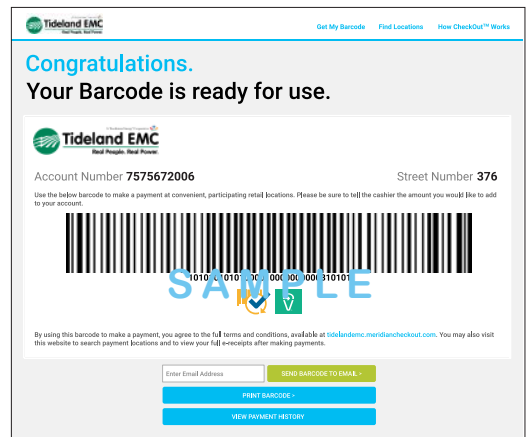 Tideland EMC
Real People. Real Power.
Get My Barcode Find Locations How CheckOut™ Works
Congratulations.
Your Barcode is ready for use.
Tideland EMC
Real People. Real Power.
Account Number 7575672006 Street Number 376
Use the below barcode to make a payment at convenient, participating retail locations. Please be sure to tell the cashier the amount you would like to add
to your account.
SAMPLE
By using this barcode to make a payment, you agree to the full terms and conditions, available at tidelandemc.meridiancheckout.com. You may also visit
this website to search payment locations and to view your full e-receipts after making payments.
Enter Email Address SEND BARCODE TO EMAIL >
PRINT BARCODE >
VIEW PAYMENT HISTORY